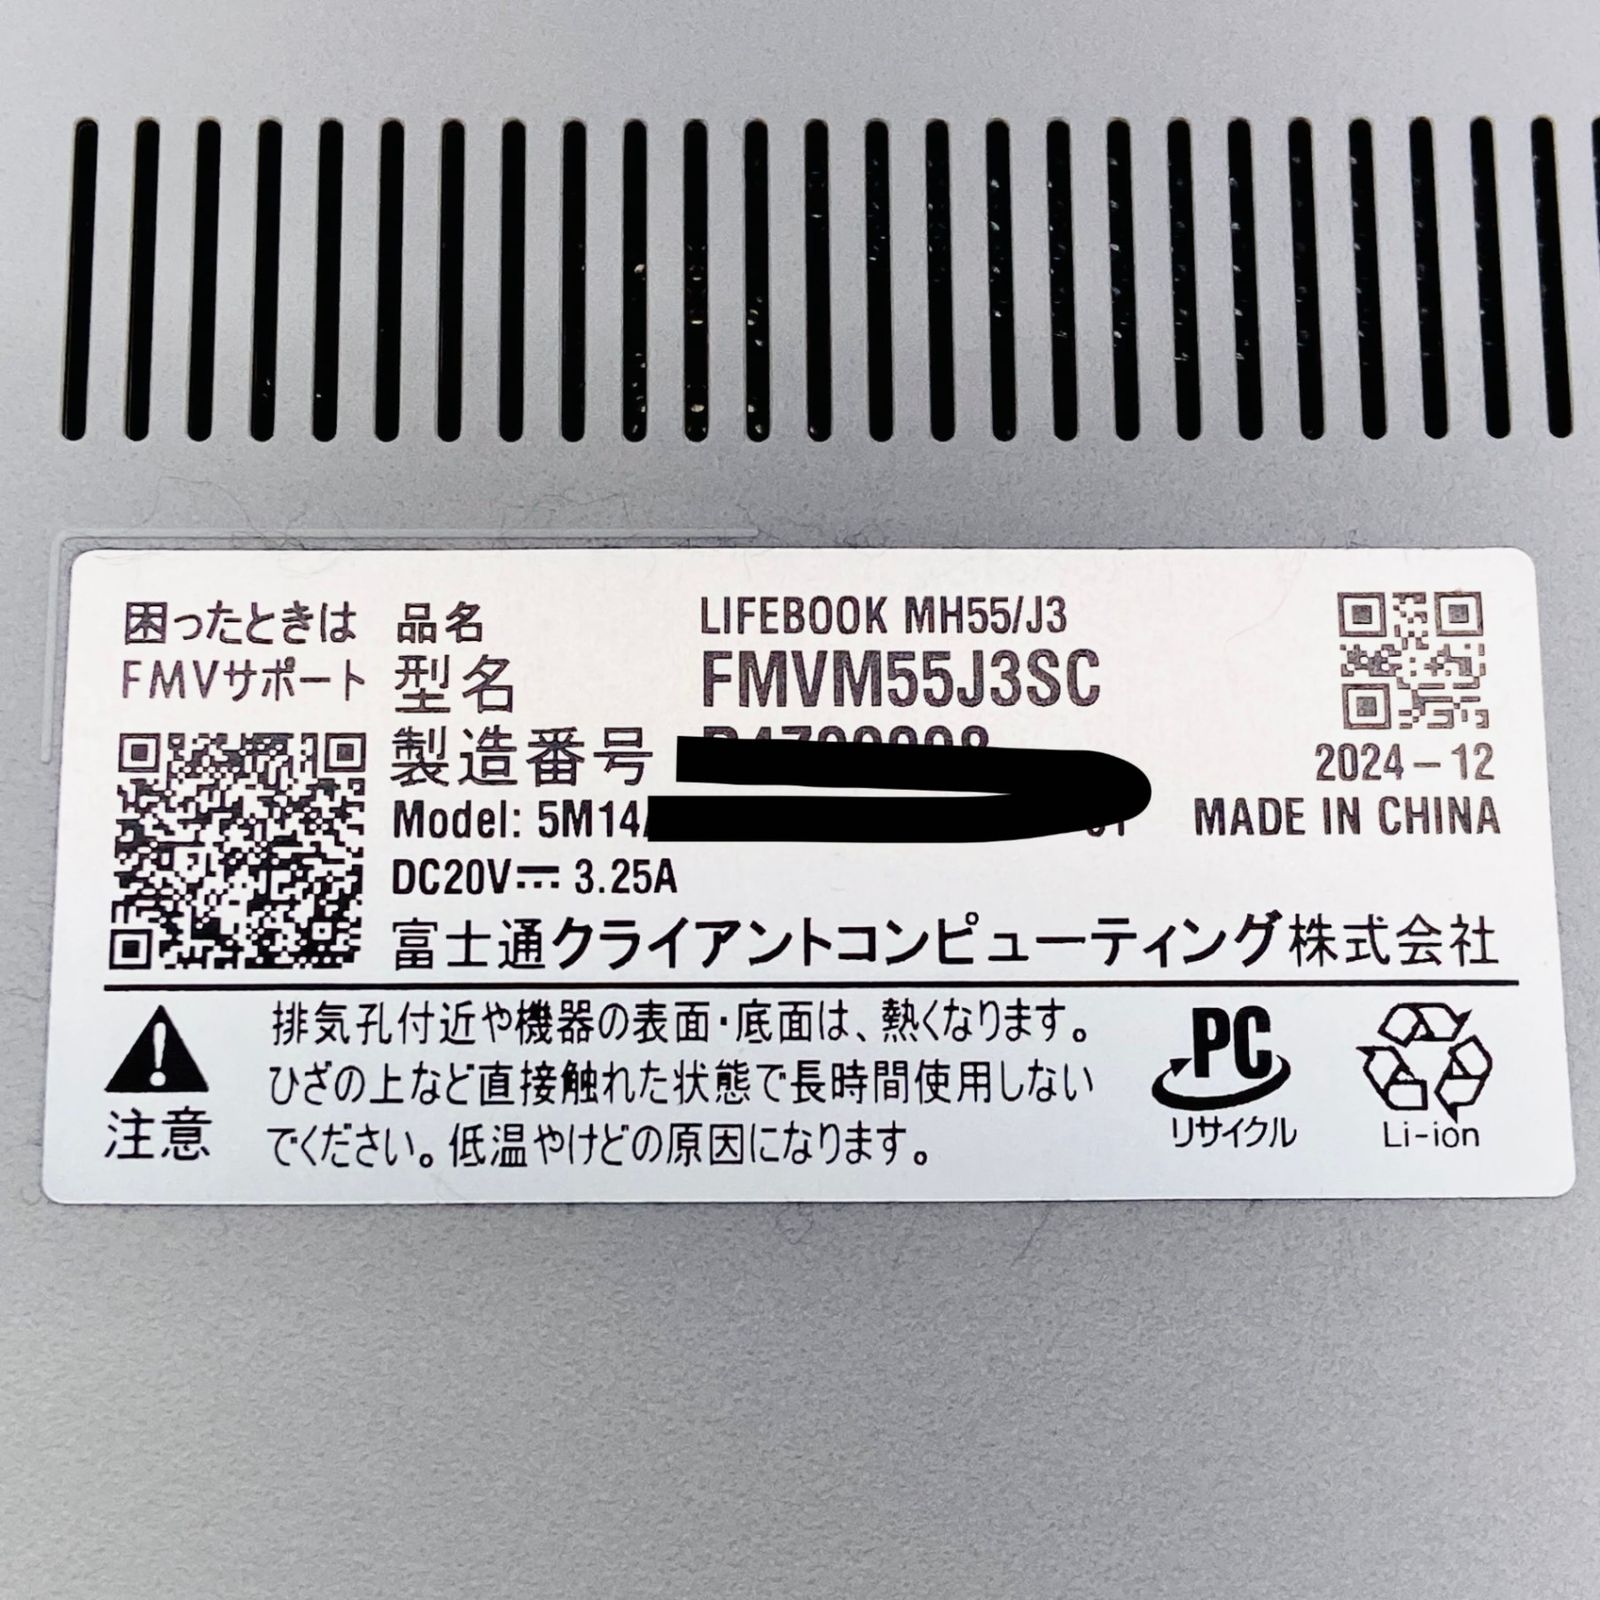 困ったときは
FMVサポート
品名 LIFEBOOK MH55/J3
型名 FMVM55J3SC
製造番号
2024-12
Model: 5M14
MADE IN CHINA
DC20V⎓ 3.25A
富士通クライアントコンピューティング株式会社
注意
排気孔付近や機器の表面・底面は、熱くなります。
ひざの上など直接触れた状態で長時間使用しない
でください。低温やけどの原因になります。
PC
リサイクル
Li-ion